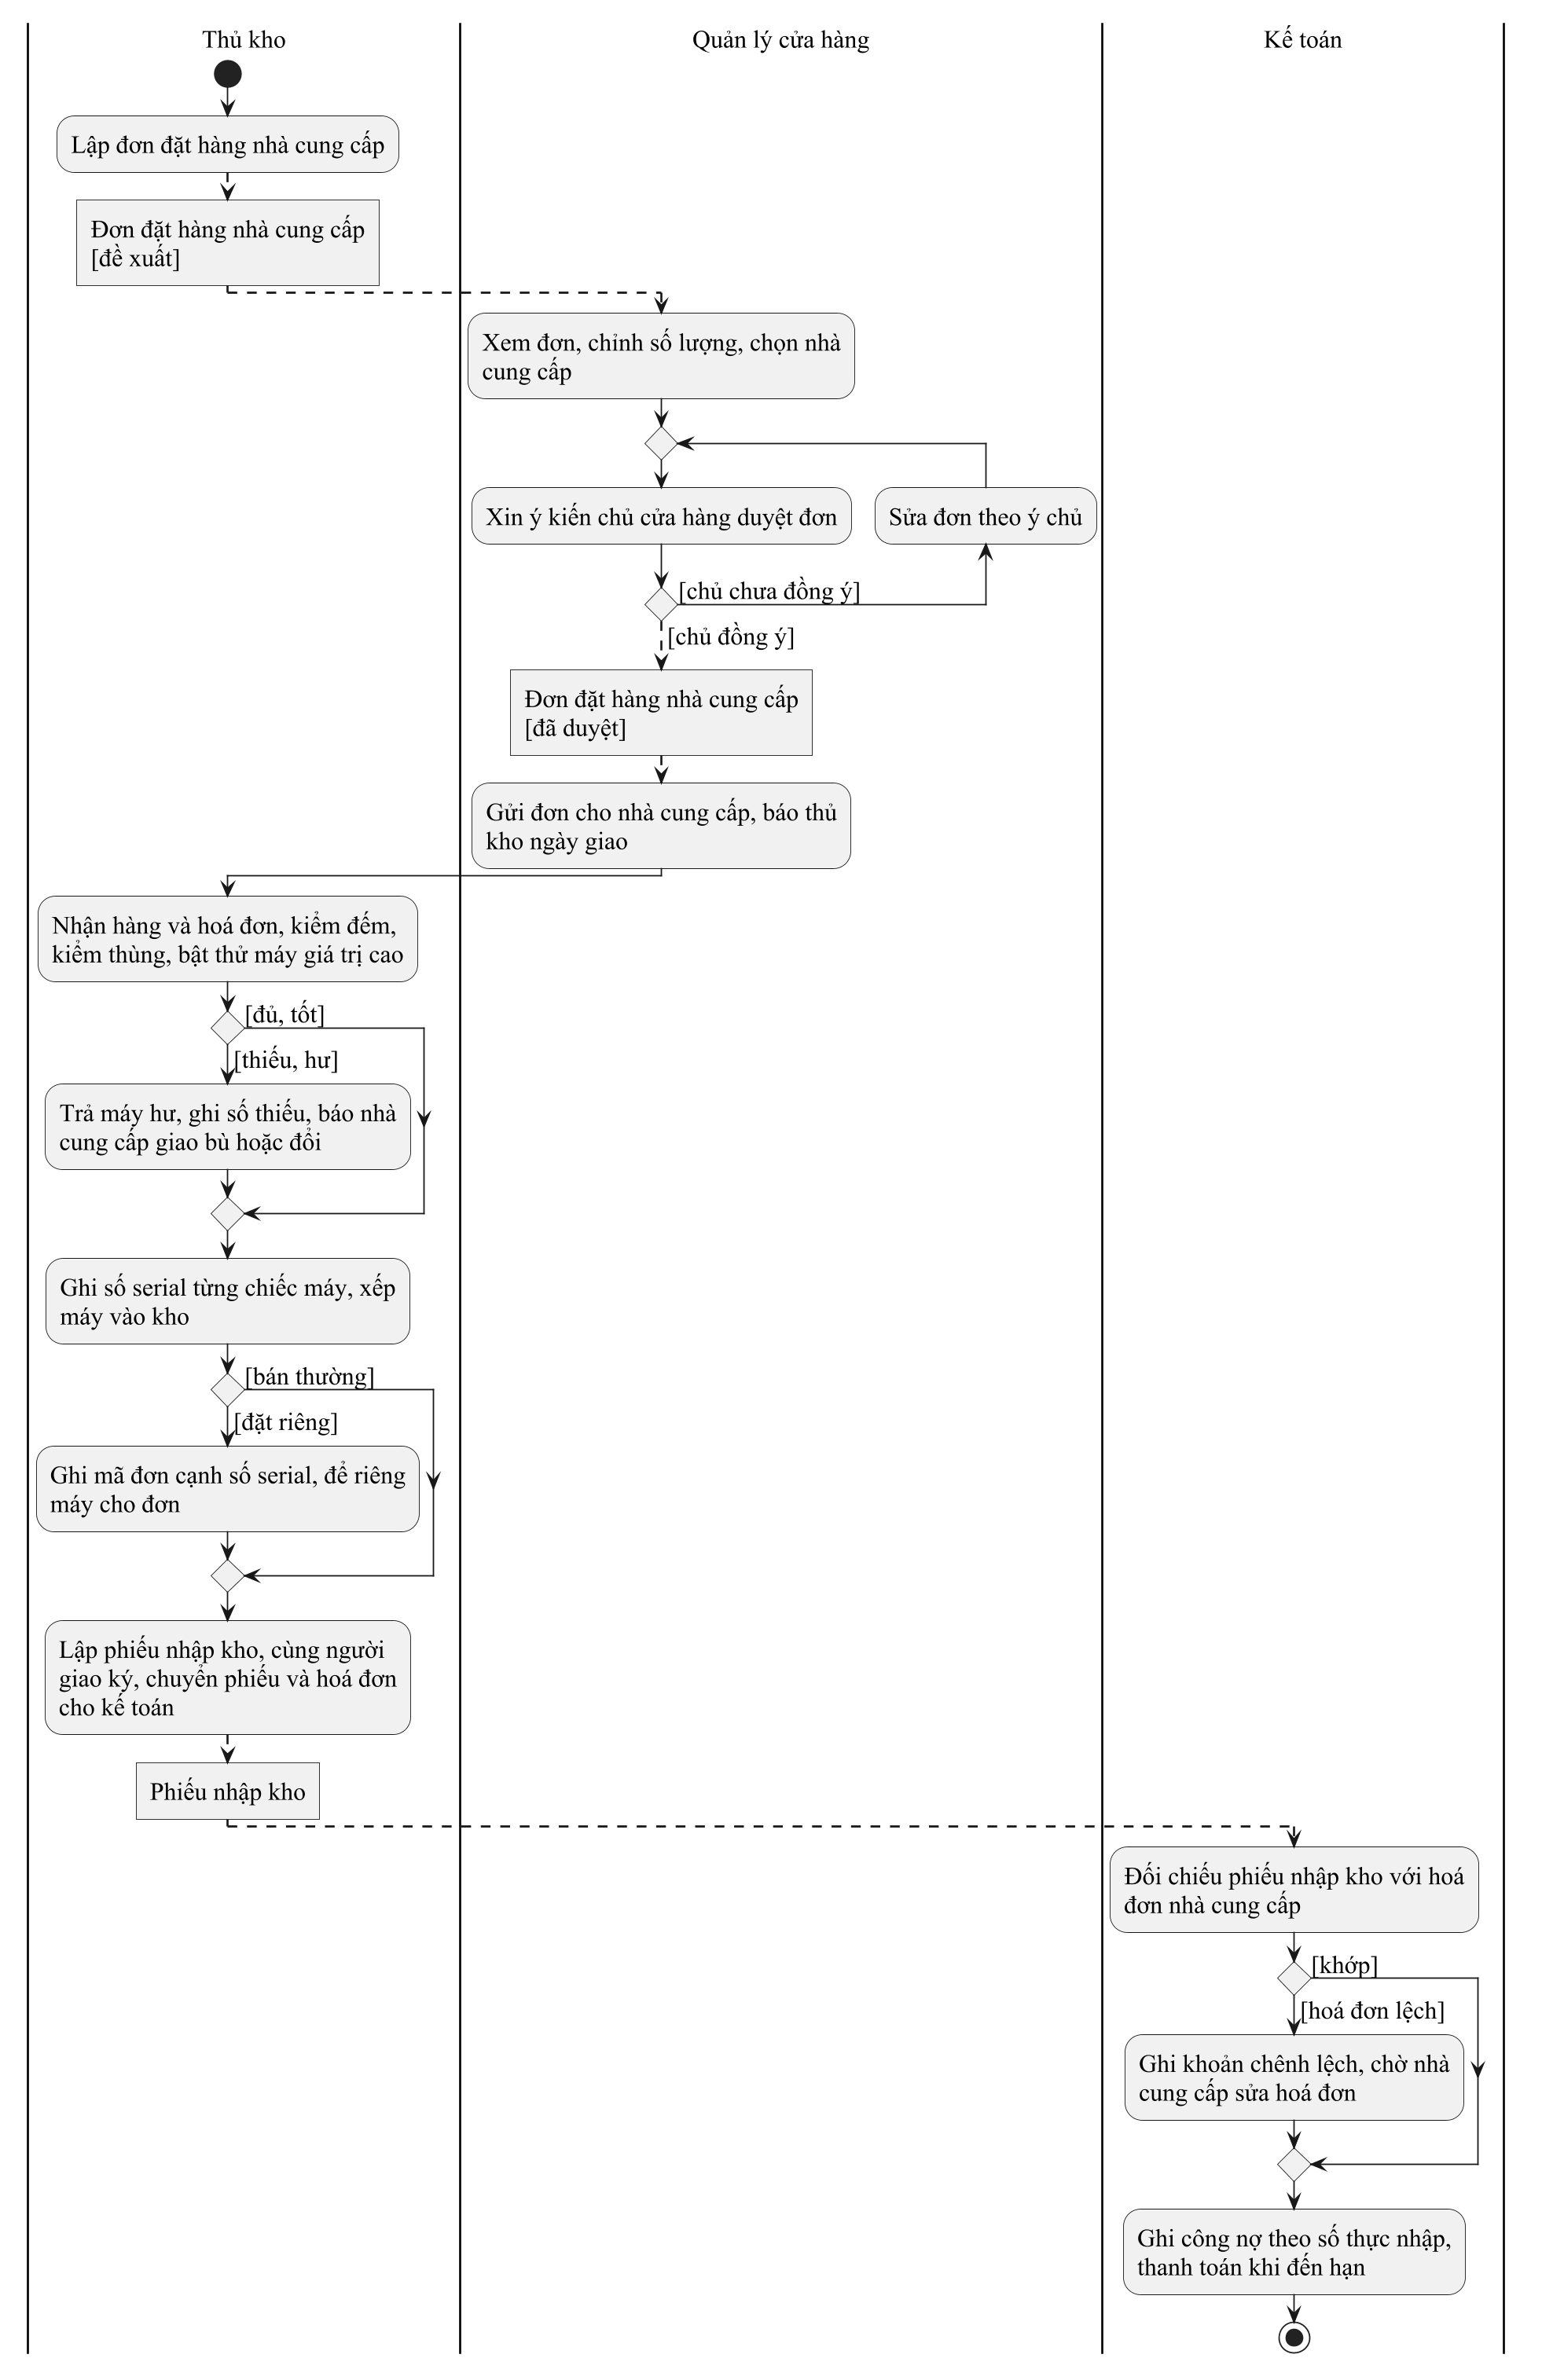 Thủ kho
Quản lý cửa hàng
Kế toán
Lập đơn đặt hàng nhà cung cấp
Đơn đặt hàng nhà cung cấp
[đề xuất]
Xem đơn, chỉnh số lượng, chọn nhà
cung cấp
Xin ý kiến chủ cửa hàng duyệt đơn
Sửa đơn theo ý chủ
[chủ chưa đồng ý]
[chủ đồng ý]
Đơn đặt hàng nhà cung cấp
[đã duyệt]
Gửi đơn cho nhà cung cấp, báo thủ
kho ngày giao
Nhận hàng và hoá đơn, kiểm đếm,
kiểm thùng, bật thử máy giá trị cao
[đủ, tốt]
[thiếu, hư]
Trả máy hư, ghi số thiếu, báo nhà
cung cấp giao bù hoặc đổi
Ghi số serial từng chiếc máy, xếp
máy vào kho
[bán thường]
[đặt riêng]
Ghi mã đơn cạnh số serial, để riêng
máy cho đơn
Lập phiếu nhập kho, cùng người
giao ký, chuyển phiếu và hoá đơn
cho kế toán
Phiếu nhập kho
Đối chiếu phiếu nhập kho với hoá
đơn nhà cung cấp
[khớp]
[hoá đơn lệch]
Ghi khoản chênh lệch, chờ nhà
cung cấp sửa hoá đơn
Ghi công nợ theo số thực nhập,
thanh toán khi đến hạn